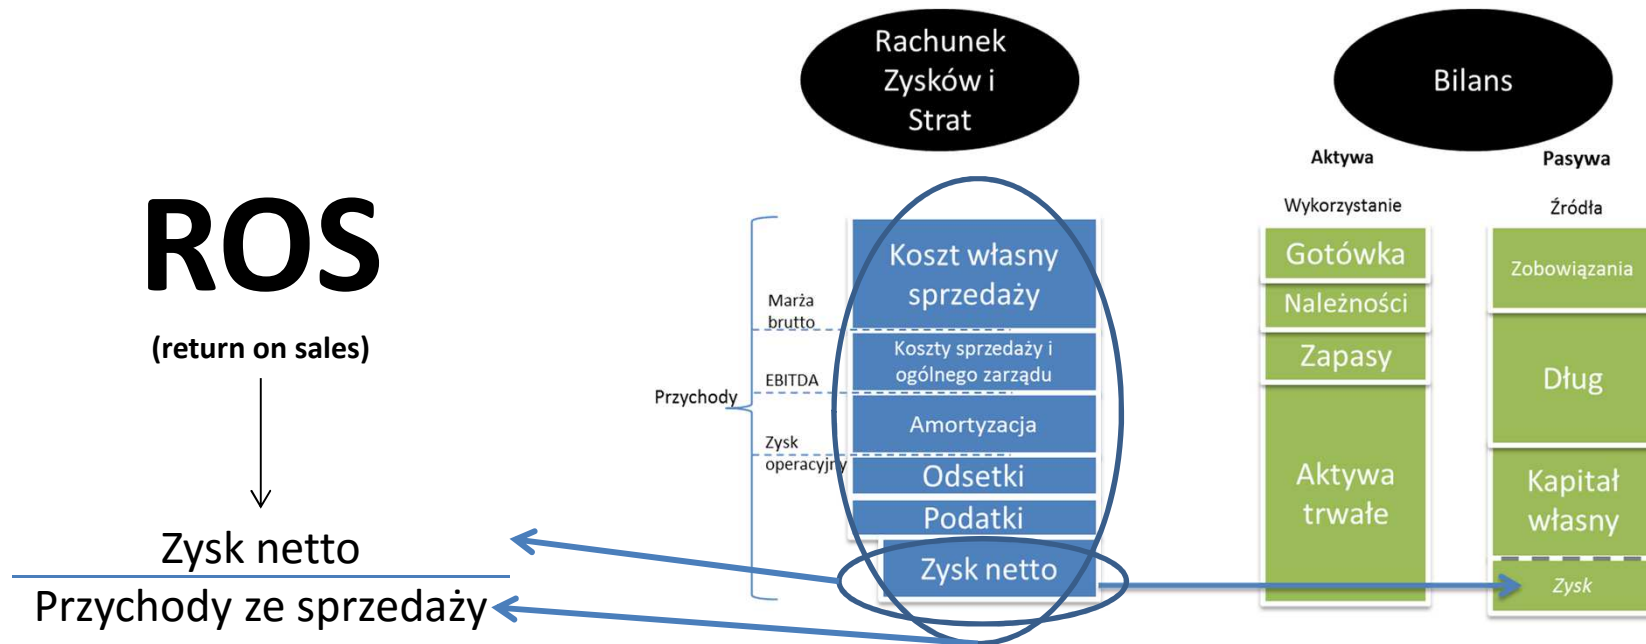 ROS
(return on sales)
Zysk netto
Przychody ze sprzedaży
Rachunek
Zysków i
Strat
Przychody
Marża
brutto
EBITDA
Zysk
operacyjny
Koszt własny
sprzedaży
Koszty sprzedaży i
ogólnego zarządu
Amortyzacja
Odsetki
Podatki
Zysk netto
Bilans
Aktywa
Wykorzystanie
Gotówka
Należności
Zapasy
Aktywa
trwałe
Pasywa
Źródła
Zobowiązania
Dług
Kapitał
własny
Zysk